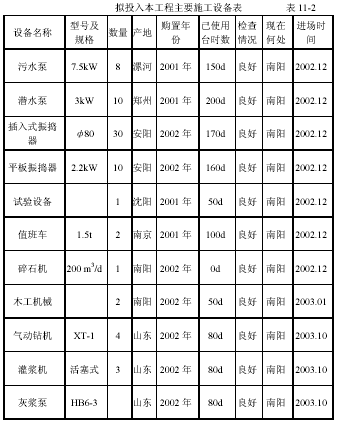 拟投入本工程主要施工设备表 表 11-2
设备名称 型号及规格 数量 产地 购置年份 已使用台时数 检查情况 现在何处 进场时间
污水泵 7.5kW 8 漯河 2001 年 150d 良好 南阳 2002.12
潜水泵 3kW 10 郑州 2001 年 200d 良好 南阳 2002.12
插入式振捣器 φ80 30 安阳 2002 年 170d 良好 南阳 2002.12
平板振捣器 2.2kW 10 安阳 2002 年 160d 良好 南阳 2002.12
试验设备 1 沈阳 2001 年 50d 良好 南阳 2002.12
值班车 1.5t 2 南京 2001 年 100d 良好 南阳 2002.12
碎石机 200 m³/d 1 南阳 2002 年 0d 良好 南阳 2002.12
木工机械 2 南阳 2002 年 50d 良好 南阳 2003.01
气动钻机 XT-1 4 山东 2002 年 80d 良好 南阳 2003.10
灌浆机 活塞式 3 山东 2002 年 80d 良好 南阳 2003.10
灰浆泵 HB6-3 山东 2002 年 80d 良好 南阳 2003.10